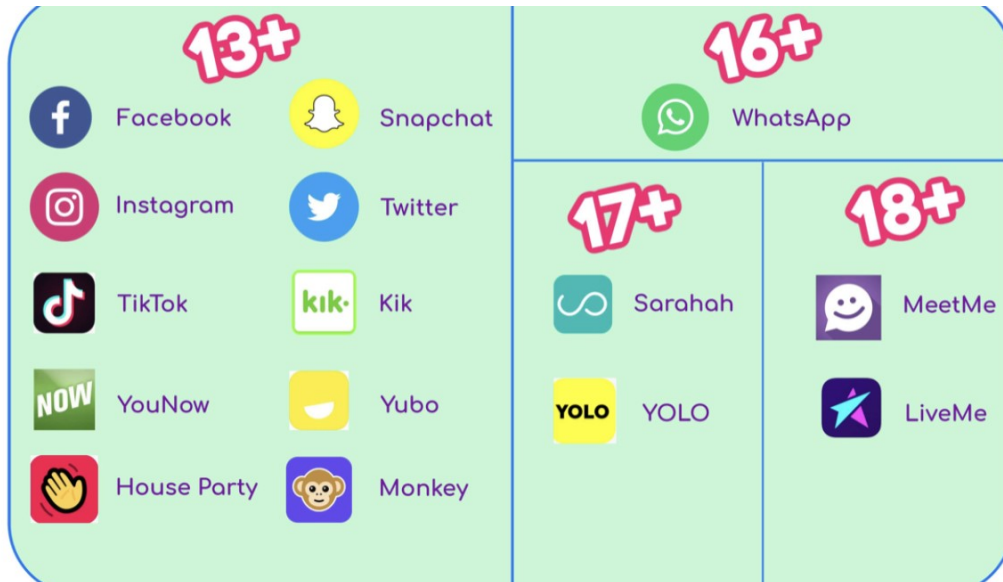 13+
Facebook
Snapchat
Instagram
Twitter
TikTok
kik.
Kik
NOW
YouNow
Yubo
House Party
Monkey
16+
WhatsApp
17+
Sarahah
YOLO
YOLO
18+
MeetMe
LiveMe